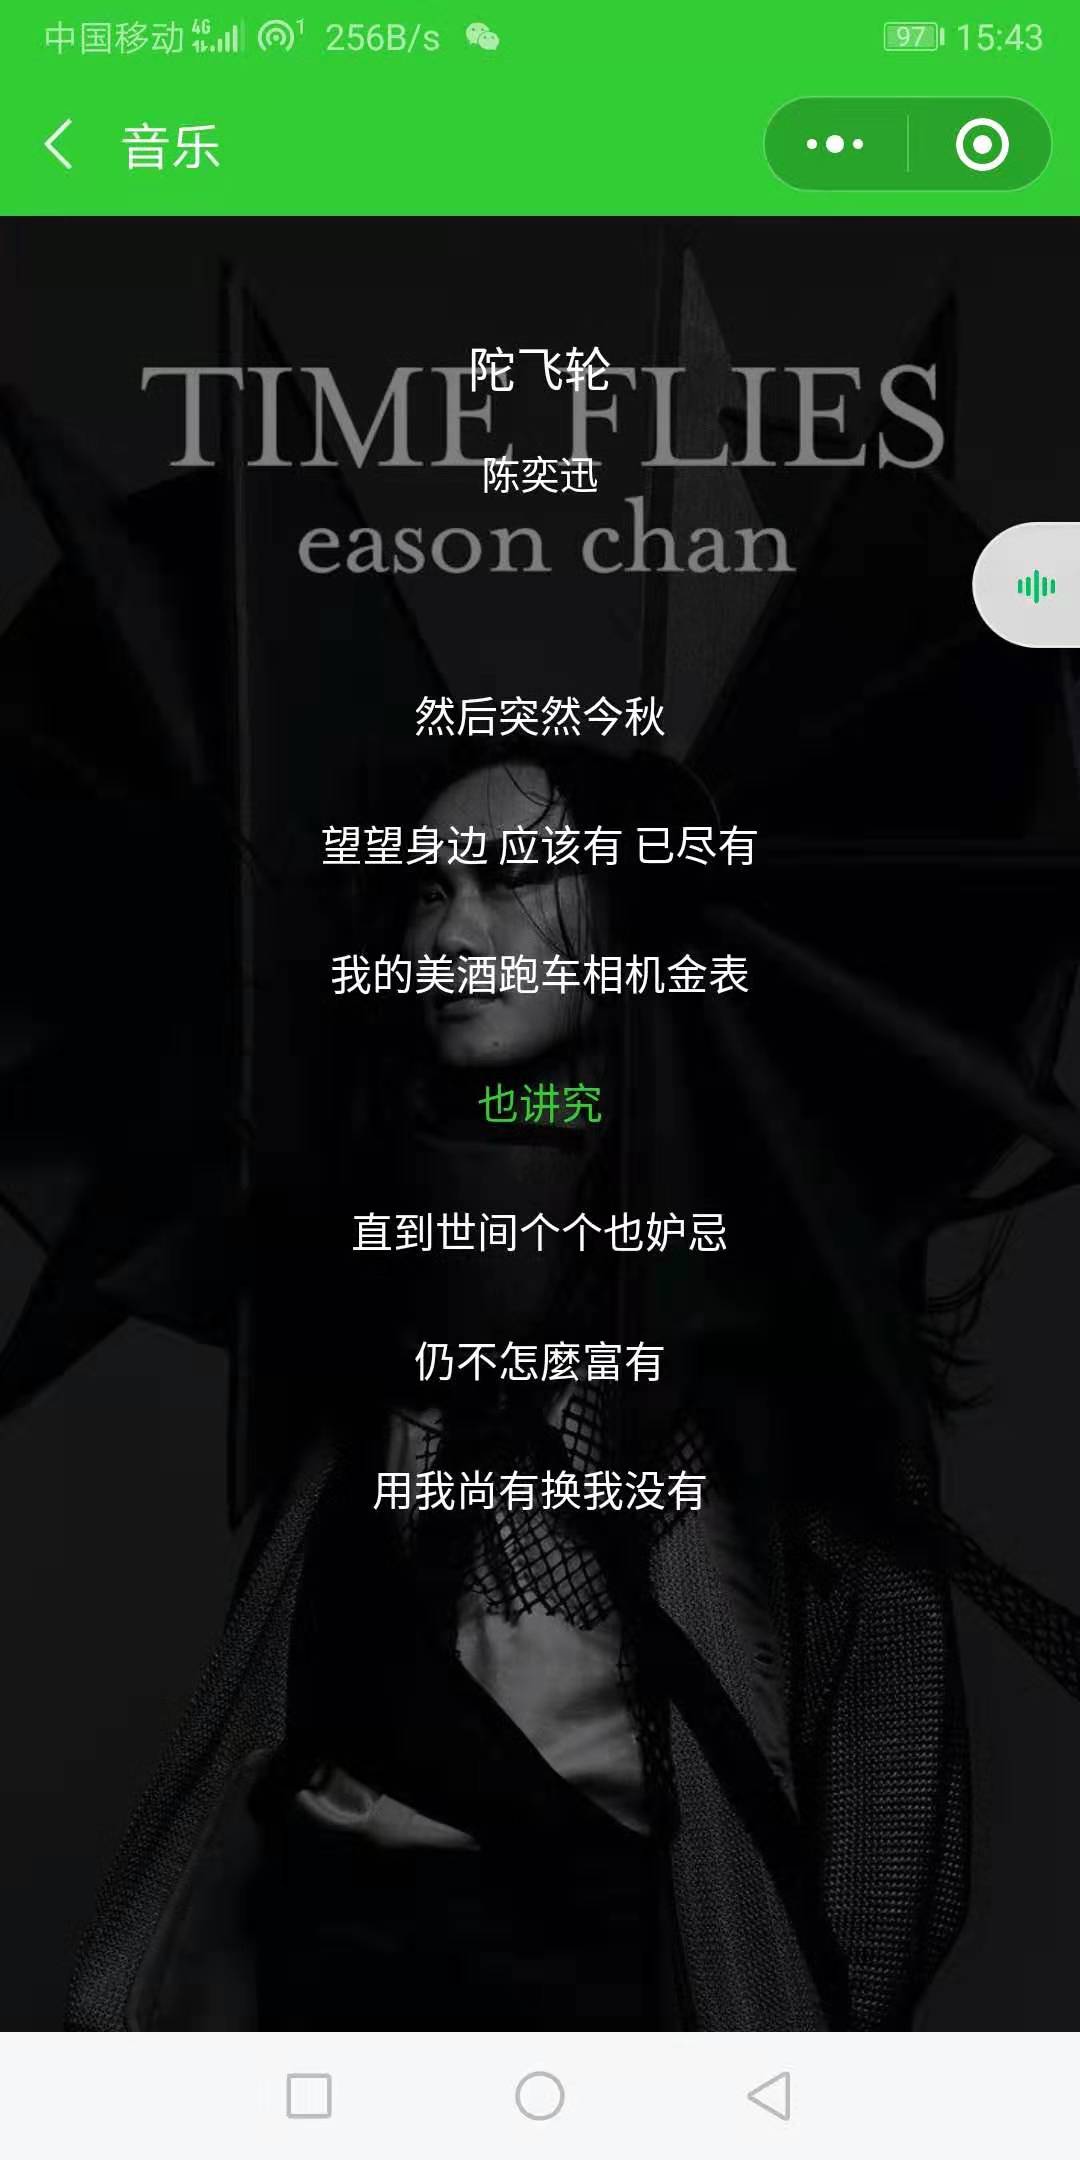 中国移动 4G 1 256B/s 97 15:43
音乐
陀飞轮
TIME FLIES
陈奕迅
eason chan
然后突然今秋
望望身边 应该有 已尽有
我的美酒跑车相机金表
也讲究
直到世间个个也妒忌
仍不怎麽富有
用我尚有换我没有